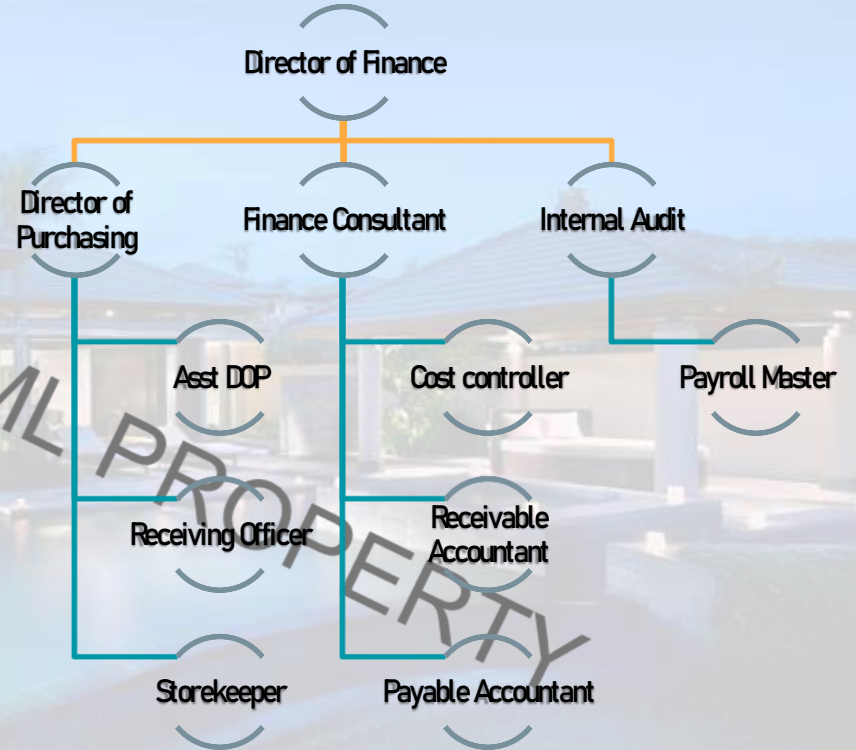 Director of Finance
Director of
Purchasing
Finance Consultant
Internal Audit
Asst DOP
Cost controller
Payroll Master
Receiving Officer
Receivable
Accountant
Storekeeper
Payable Accountant
PROPERTY